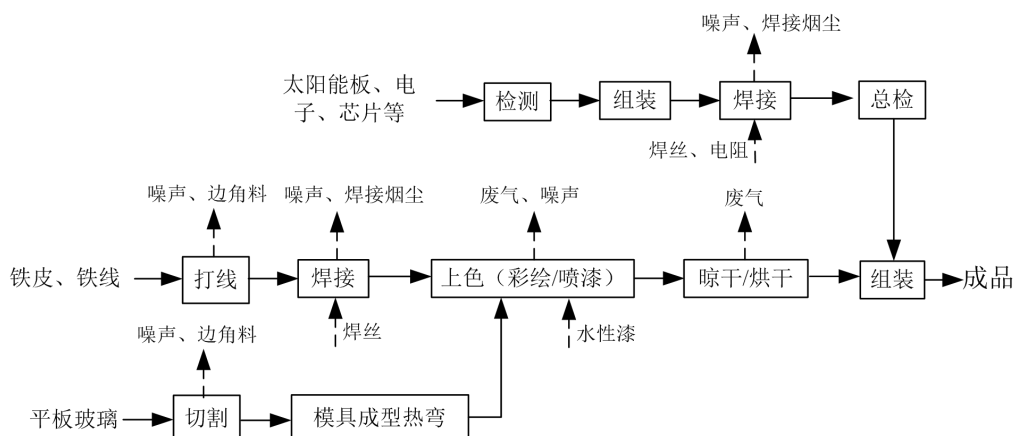 噪声、焊接烟尘
太阳能板、电
子、芯片等
检测
组装
焊接
总检
焊丝、电阻
噪声、边角料
噪声、焊接烟尘
废气、噪声
废气
铁皮、铁线
打线
焊接
上色（彩绘/喷漆）
晾干/烘干
组装
成品
焊丝
水性漆
噪声、边角料
平板玻璃
切割
模具成型热弯